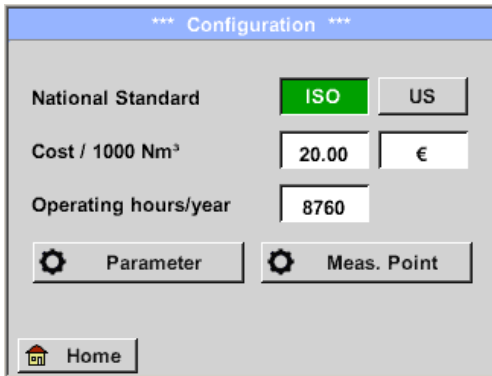 *** Configuration ***
National Standard ISO US
Cost / 1000 Nm³ 20.00 €
Operating hours/year 8760
Parameter Meas. Point
Home